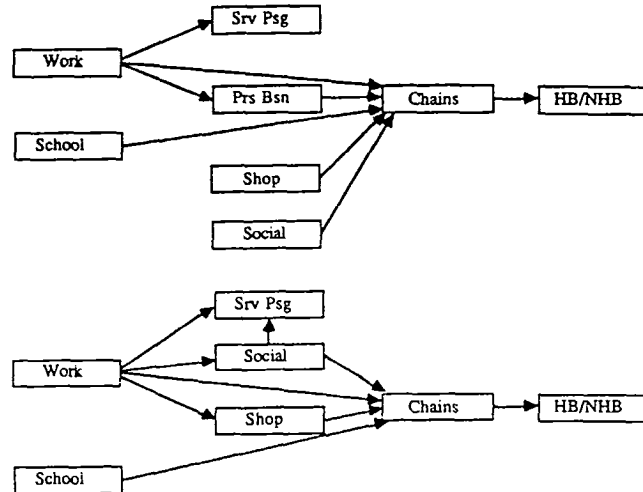 Srv Psg
Work
Prs Bsn
Chains
HB/NHB
School
Shop
Social
Srv Psg
Social
Work
Chains
HB/NHB
Shop
School